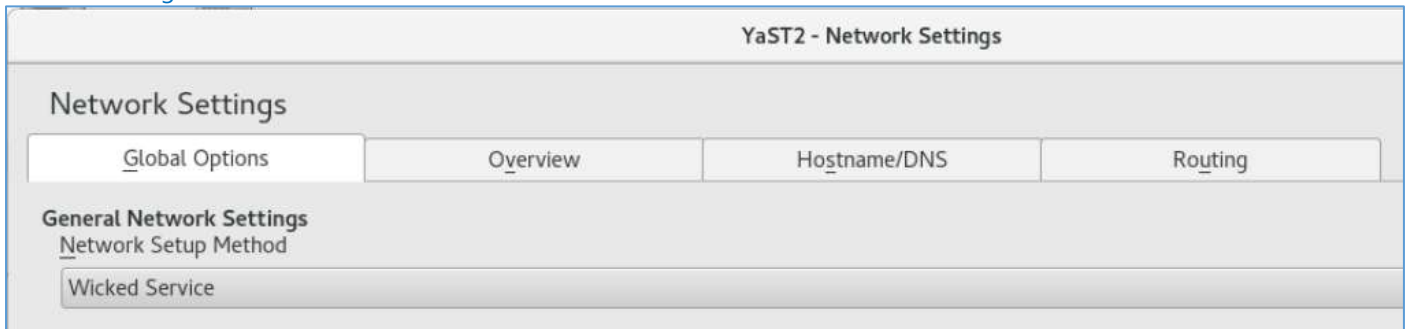 YaST2 - Network Settings
Network Settings
Global Options Overview Hostname/DNS Routing
General Network Settings
Network Setup Method
Wicked Service